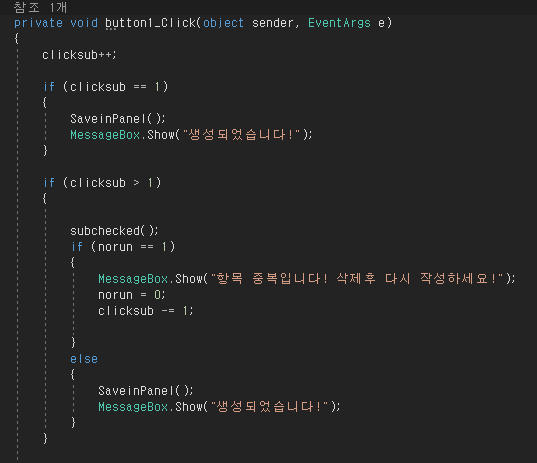 참조 1개
private void button1_Click(object sender, EventArgs e)
{
clicksub++;
if (clicksub == 1)
{
SaveinPanel();
MessageBox.Show("생성되었습니다!");
}
if (clicksub > 1)
{
subchecked();
if (norun == 1)
{
MessageBox.Show("항목 중복입니다! 삭제후 다시 작성하세요!");
norun = 0;
clicksub -= 1;
}
else
{
SaveinPanel();
MessageBox.Show("생성되었습니다!");
}
}